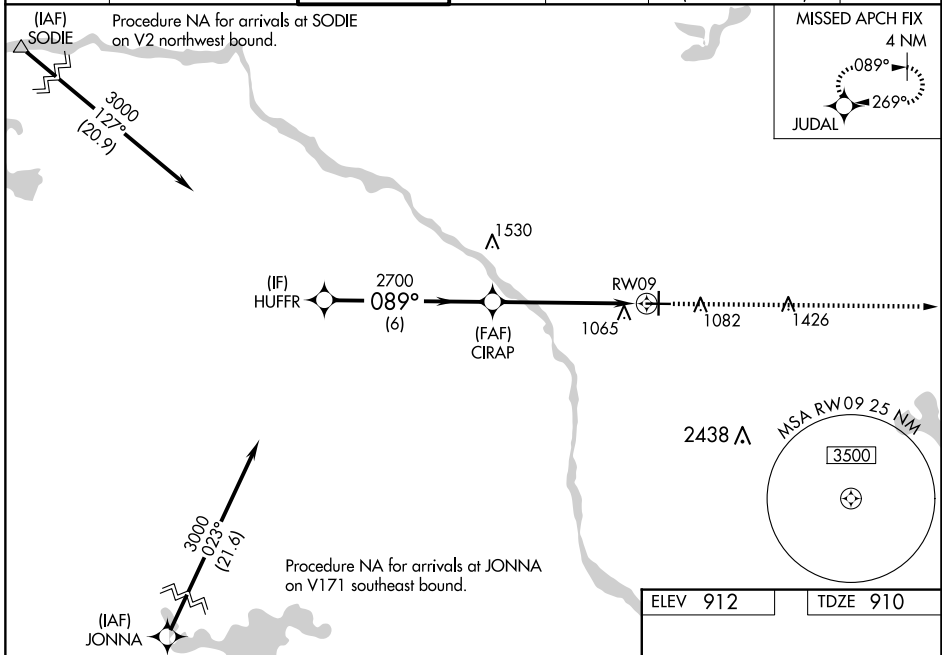 (IAF)
SODIE
Procedure NA for arrivals at SODIE
on V2 northwest bound.
3000
127°
(20.9)
MISSED APCH FIX
4 NM
089°
269°
JUDAL
1530
(IF)
HUFFR
2700
089°
(6)
(FAF)
CIRAP
RW09
1065
1082
1426
2438
MSA RW09 25 NM
3500
3000
023°
(21.6)
(IAF)
JONNA
Procedure NA for arrivals at JONNA
on V171 southeast bound.
ELEV 912
TDZE 910